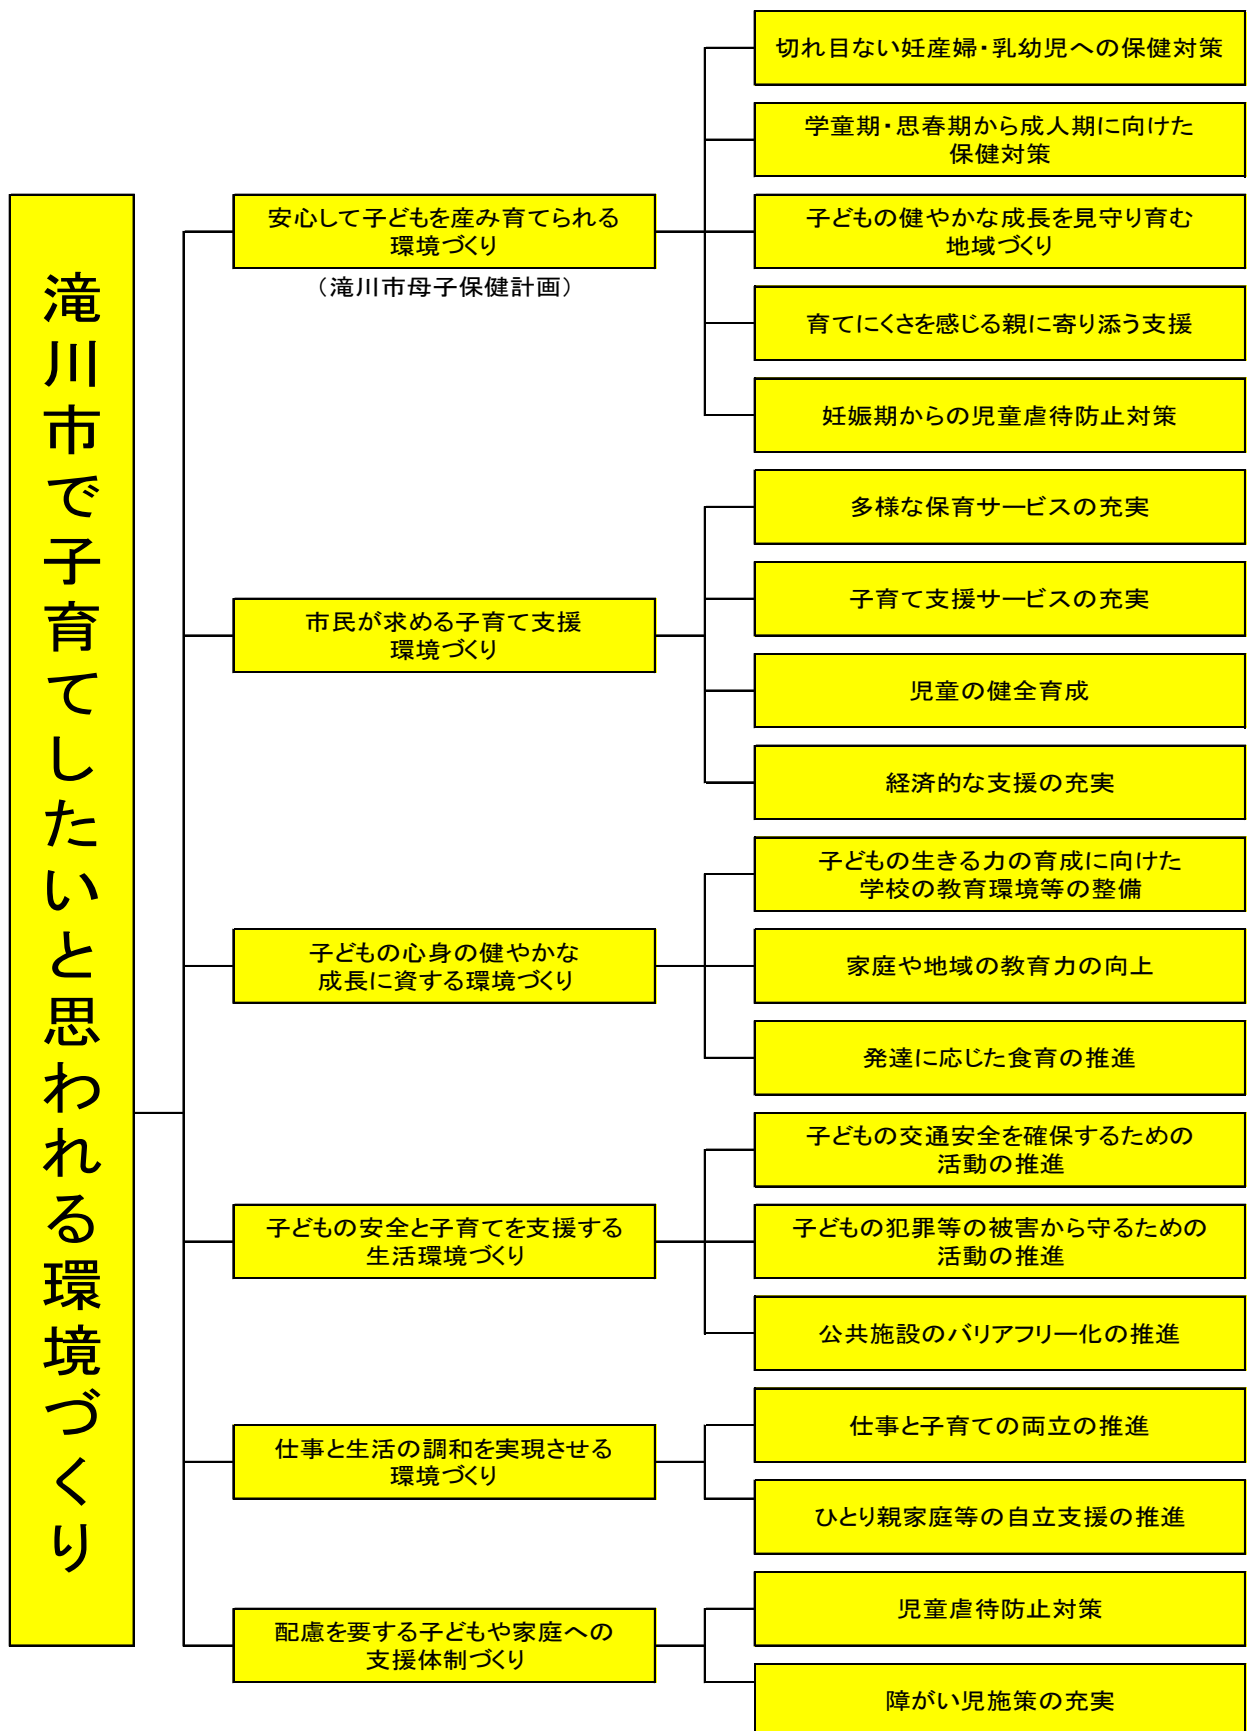 滝川市で子育てしたいと思われる環境づくり
安心して子どもを産み育てられる
環境づくり
（滝川市母子保健計画）
切れ目ない妊産婦・乳幼児への保健対策
学童期・思春期から成人期に向けた
保健対策
子どもの健やかな成長を見守り育む
地域づくり
育てにくさを感じる親に寄り添う支援
妊娠期からの児童虐待防止対策
市民が求める子育て支援
環境づくり
多様な保育サービスの充実
子育て支援サービスの充実
児童の健全育成
経済的な支援の充実
子どもの心身の健やかな
成長に資する環境づくり
子どもの生きる力の育成に向けた
学校の教育環境等の整備
家庭や地域の教育力の向上
発達に応じた食育の推進
子どもの安全と子育てを支援する
生活環境づくり
子どもの交通安全を確保するための
活動の推進
子どもの犯罪等の被害から守るための
活動の推進
公共施設のバリアフリー化の推進
仕事と生活の調和を実現させる
環境づくり
仕事と子育ての両立の推進
ひとり親家庭等の自立支援の推進
配慮を要する子どもや家庭への
支援体制づくり
児童虐待防止対策
障がい児施策の充実